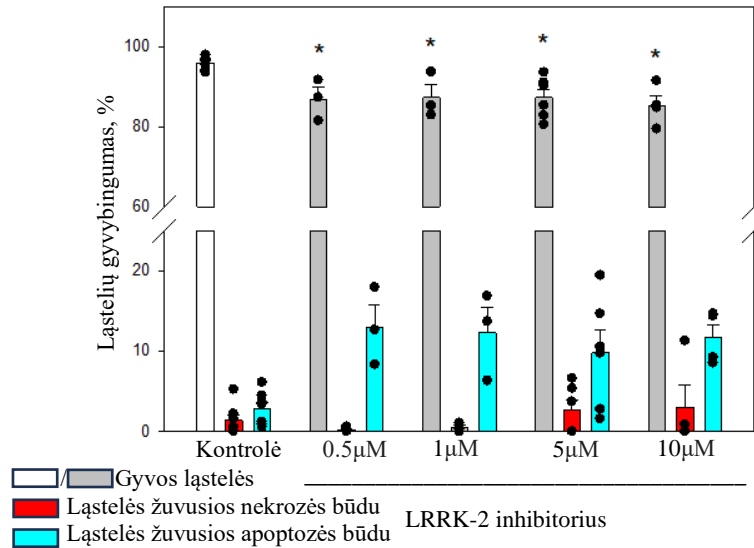 Ląstelių gyvybingumas, %
100
80
60
20
10
0
* * * *
Kontrolė 0.5µM 1µM 5µM 10µM
/ Gyvos ląstelės
Ląstelės žuvusios nekrozės būdu
Ląstelės žuvusios apoptozės būdu
LRRK-2 inhibitorius